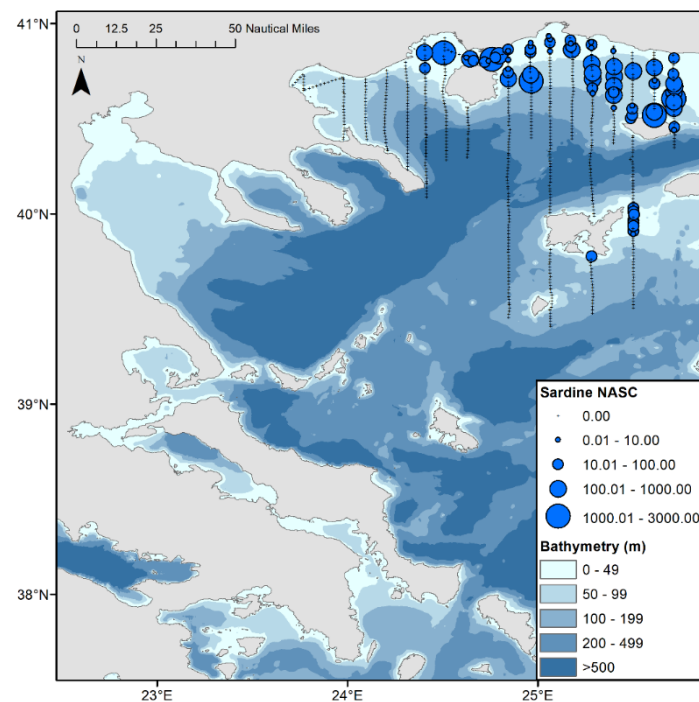 41°N
0 12.5 25 50 Nautical Miles
N
40°N
39°N
Sardine NASC
0.00
0.01 - 10.00
10.01 - 100.00
100.01 - 1000.00
1000.01 - 3000.00
Bathymetry (m)
0 - 49
50 - 99
100 - 199
200 - 499
>500
38°N
23°E 24°E 25°E